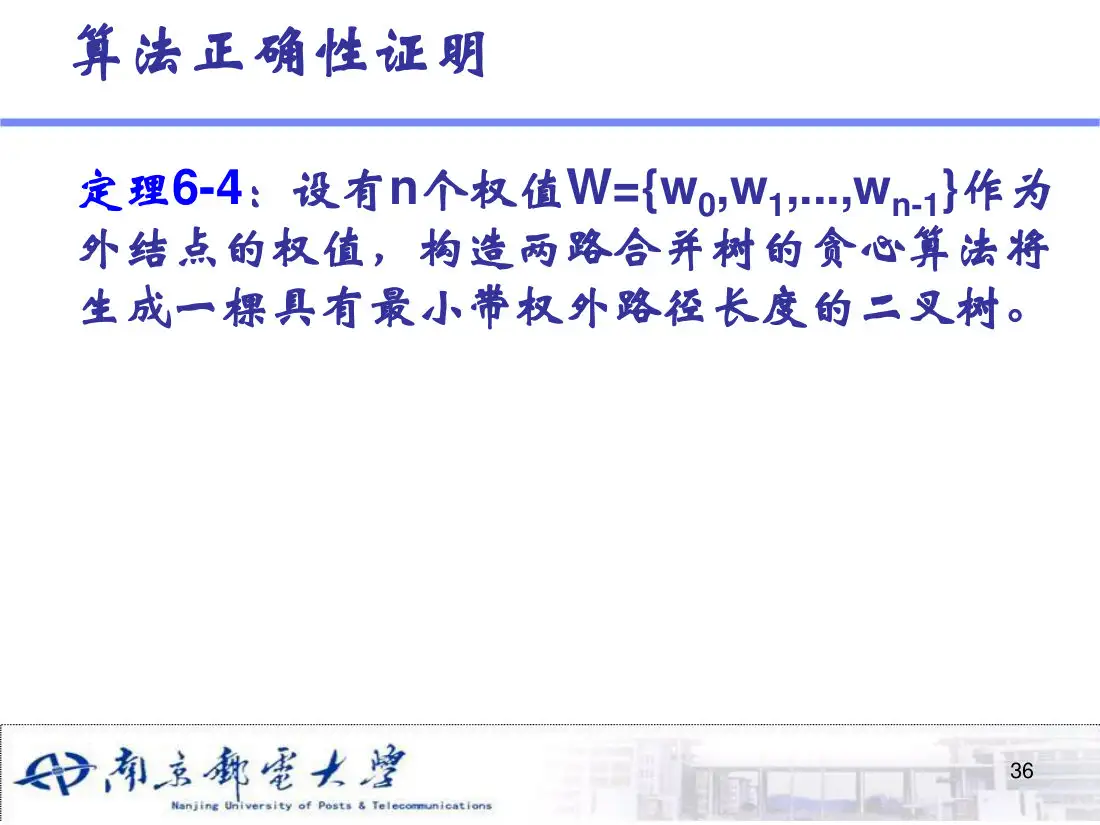 算法正确性证明
定理6-4：设有n个权值W={w0,w1,...,wn-1}作为
外结点的权值，构造两路合并树的贪心算法将
生成一棵具有最小带权外路径长度的二叉树。
南京邮电大学
Nanjing University of Posts & Telecommunications
36